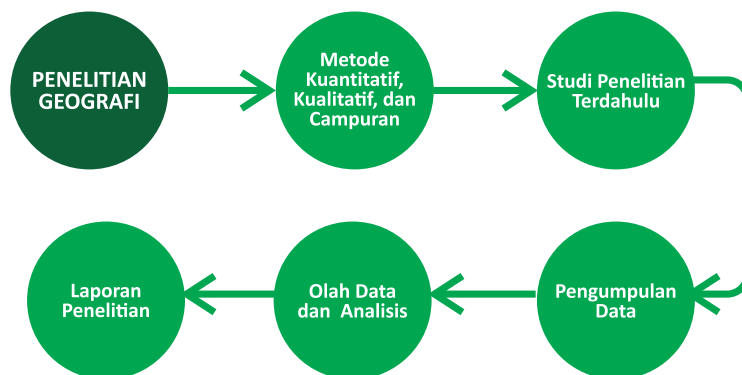 PENELITIAN
GEOGRAFI
Metode
Kuantitatif,
Kualitatif, dan
Campuran
Studi Penelitian
Terdahulu
Pengumpulan
Data
Olah Data
dan Analisis
Laporan
Penelitian